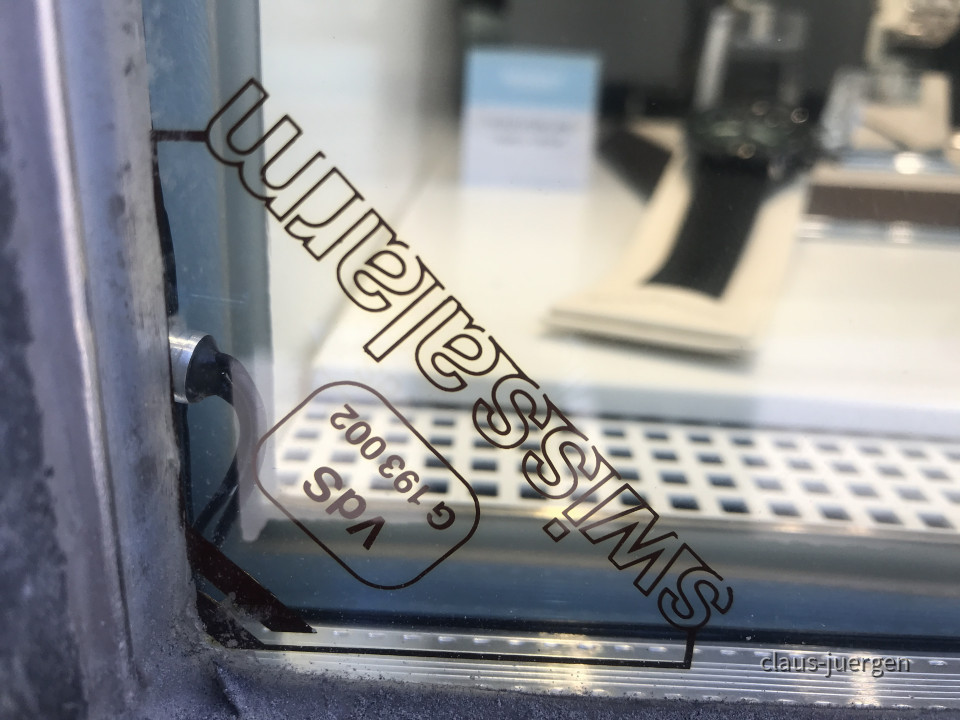 swissalarm
VdS
G 193 002
claus-juergen